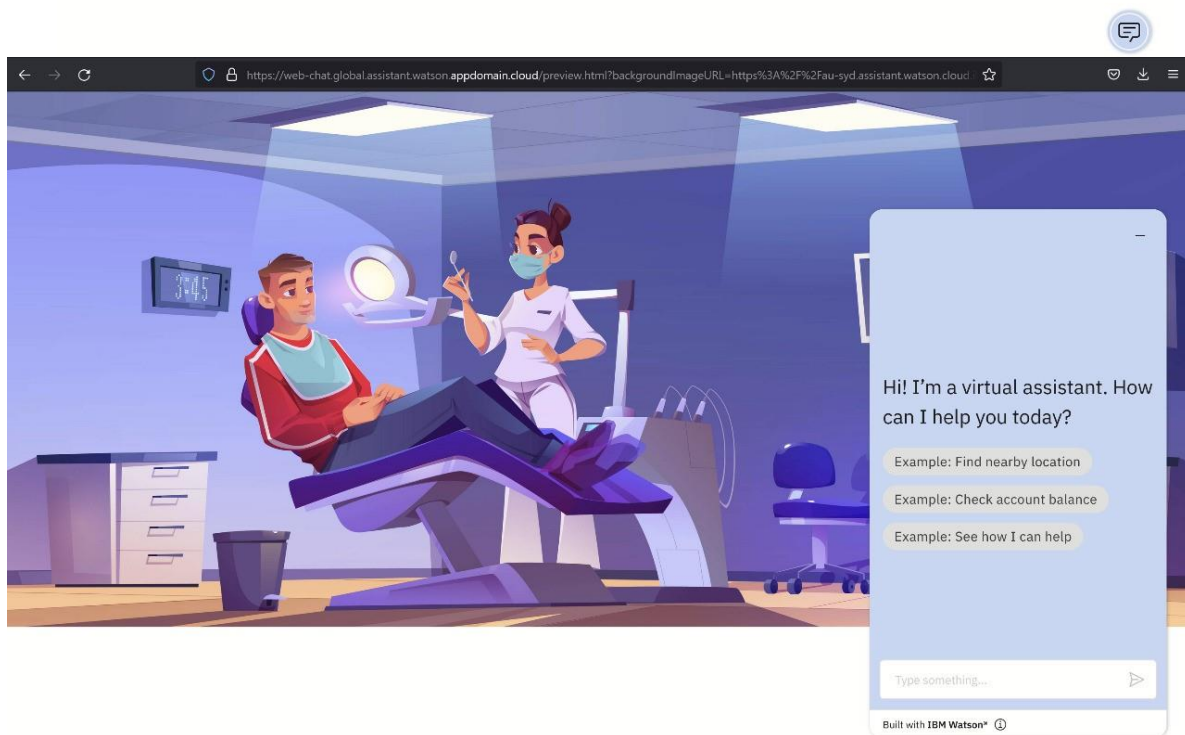 https://web-chat.global.assistant.watson.appdomain.cloud/preview.html?backgroundImageURL=https%3A%2F%2Fau-syd.assistant.watson.cloud
3:45
Hi! I'm a virtual assistant. How
can I help you today?
Example: Find nearby location
Example: Check account balance
Example: See how I can help
Type something...
Built with IBM Watson®